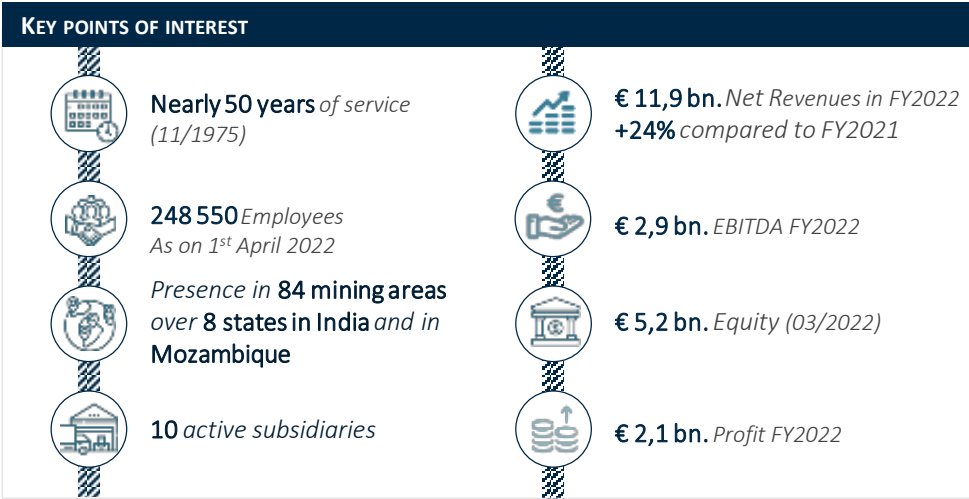 KEY POINTS OF INTEREST
Nearly 50 years of service
(11/1975)
248 550 Employees
As on 1st April 2022
Presence in 84 mining areas
over 8 states in India and in
Mozambique
10 active subsidiaries
€ 11,9 bn. Net Revenues in FY2022
+24% compared to FY2021
€ 2,9 bn. EBITDA FY2022
€ 5,2 bn. Equity (03/2022)
€ 2,1 bn. Profit FY2022